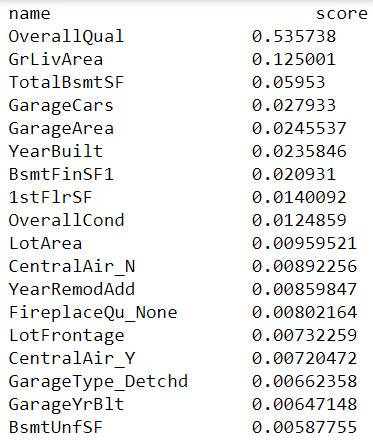 name score
OverallQual 0.535738
GrLivArea 0.125001
TotalBsmtSF 0.05953
GarageCars 0.027933
GarageArea 0.0245537
YearBuilt 0.0235846
BsmtFinSF1 0.020931
1stFlrSF 0.0140092
OverallCond 0.0124859
LotArea 0.00959521
CentralAir_N 0.00892256
YearRemodAdd 0.00859847
FireplaceQu_None 0.00802164
LotFrontage 0.00732259
CentralAir_Y 0.00720472
GarageType_Detchd 0.00662358
GarageYrBlt 0.00647148
BsmtUnfSF 0.00587755